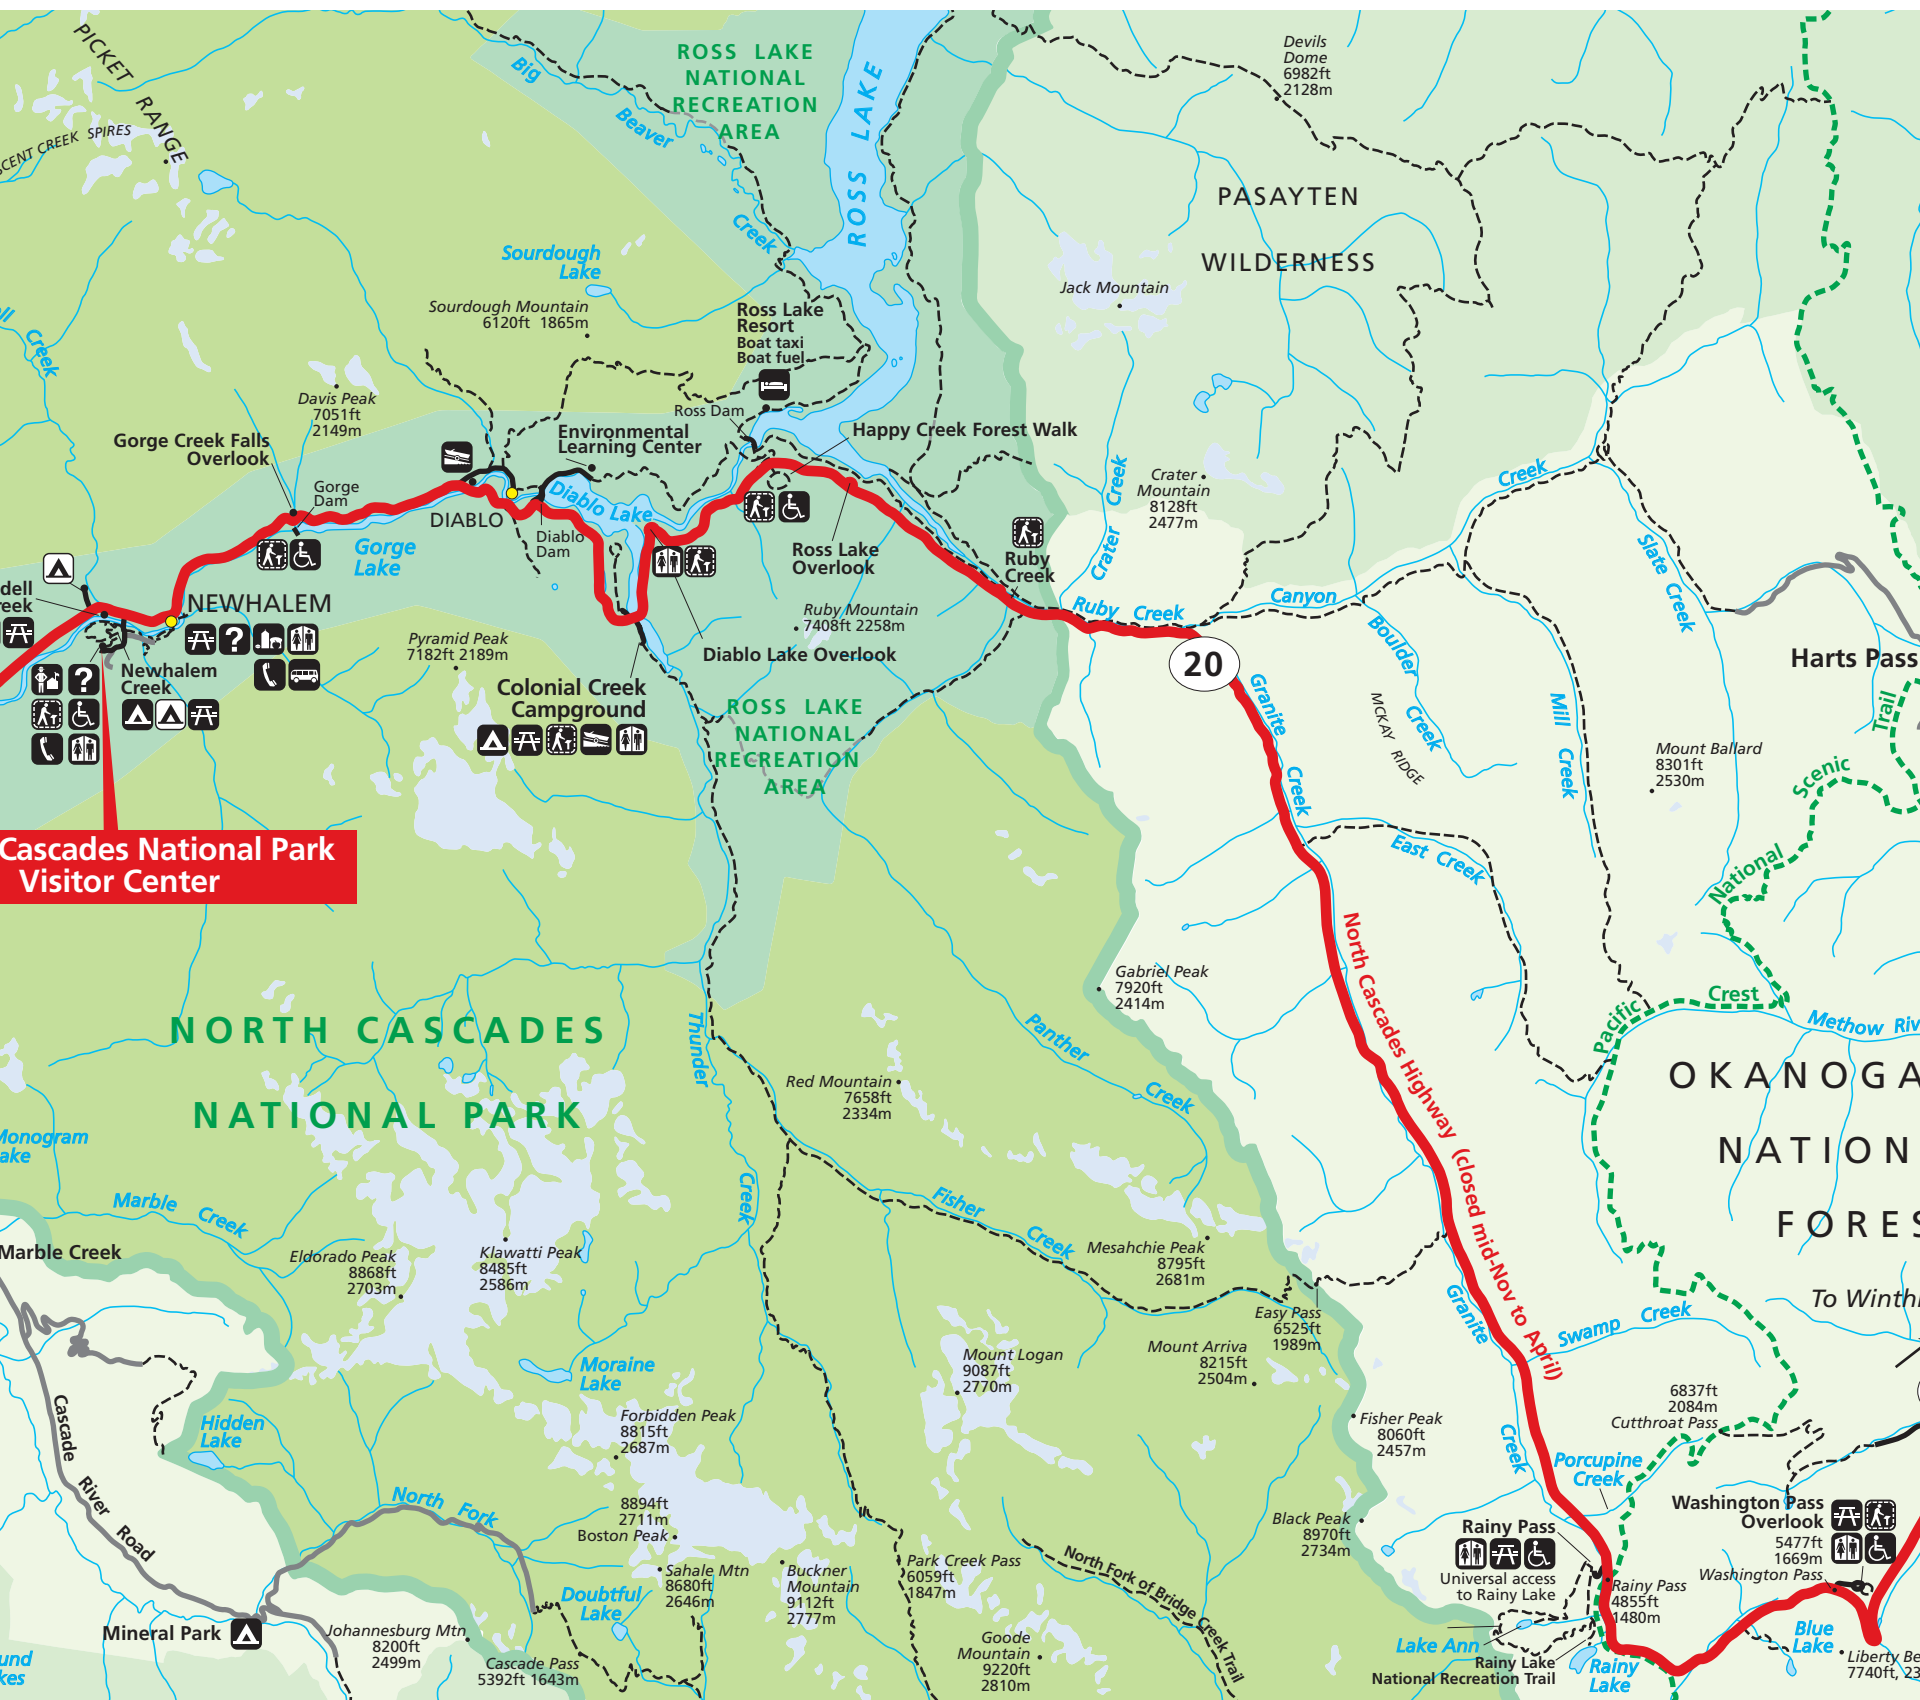 PICKET
RANGE
CREEK SPIRES
Big
Beaver
Creek
ROSS LAKE
NATIONAL
RECREATION
AREA
ROSS LAKE
Devils
Dome
6982ft
2128m
PASAYTEN
WILDERNESS
Jack Mountain
Sourdough
Lake
Sourdough Mountain
6120ft 1865m
Ross Lake
Resort
Boat taxi
Boat fuel
Creek
Davis Peak
7051ft
2149m
Gorge Creek Falls
Overlook
Gorge
Dam
Ross Dam
Environmental
Learning Center
Happy Creek Forest Walk
DIABLO
Diablo Lake
Diablo
Dam
Gorge
Lake
Ross Lake
Overlook
Ruby
Creek
Crater
Mountain
8128ft
2477m
Crater Creek
Creek
Slate Creek
NEWHALEM
?
Newhalem
Creek
?
Pyramid Peak
7182ft 2189m
Ruby Mountain
7408ft 2258m
Diablo Lake Overlook
Colonial Creek
Campground
Ruby Creek
Canyon
20
Granite
Creek
Boulder
Creek
MCKAY RIDGE
Mill
Creek
Harts Pass
Mount Ballard
8301ft
2530m
Trail
Scenic
National
Crest
Pacific
ROSS LAKE
NATIONAL
RECREATION
AREA
Cascades National Park
Visitor Center
East Creek
North Cascades Highway (closed mid-Nov to April)
Gabriel Peak
7920ft
2414m
Methow Riv
OKANOGA
NATION
FORES
To Winth
NORTH CASCADES
NATIONAL PARK
Thunder
Creek
Panther
Creek
Red Mountain
7658ft
2334m
Monogram
Lake
Marble Creek
Marble Creek
Eldorado Peak
8868ft
2703m
Klawatti Peak
8485ft
2586m
Fisher
Creek
Mesahchie Peak
8795ft
2681m
Easy Pass
6525ft
1989m
Granite
Creek
Swamp Creek
Mount Logan
9087ft
2770m
Mount Arriva
8215ft
2504m
Moraine
Lake
Hidden
Lake
Forbidden Peak
8815ft
2687m
Fisher Peak
8060ft
2457m
6837ft
2084m
Cutthroat Pass
Porcupine
Creek
Cascade
River
Road
North Fork
8894ft
2711m
Boston Peak
Black Peak
8970ft
2734m
Washington Pass
Overlook
5477ft
1669m
Washington Pass
Rainy Pass
Universal access
to Rainy Lake
Rainy Pass
4855ft
1480m
Sahale Mtn
8680ft
2646m
Buckner
Mountain
9112ft
2777m
Park Creek Pass
6059ft
1847m
North Fork of Bridge Creek Trail
Doubtful
Lake
Mineral Park
Johannesburg Mtn
8200ft
2499m
Cascade Pass
5392ft 1643m
Goode
Mountain
9220ft
2810m
Lake Ann
Rainy Lake
National Recreation Trail
Rainy
Lake
Blue
Lake
Liberty Be
7740ft, 23